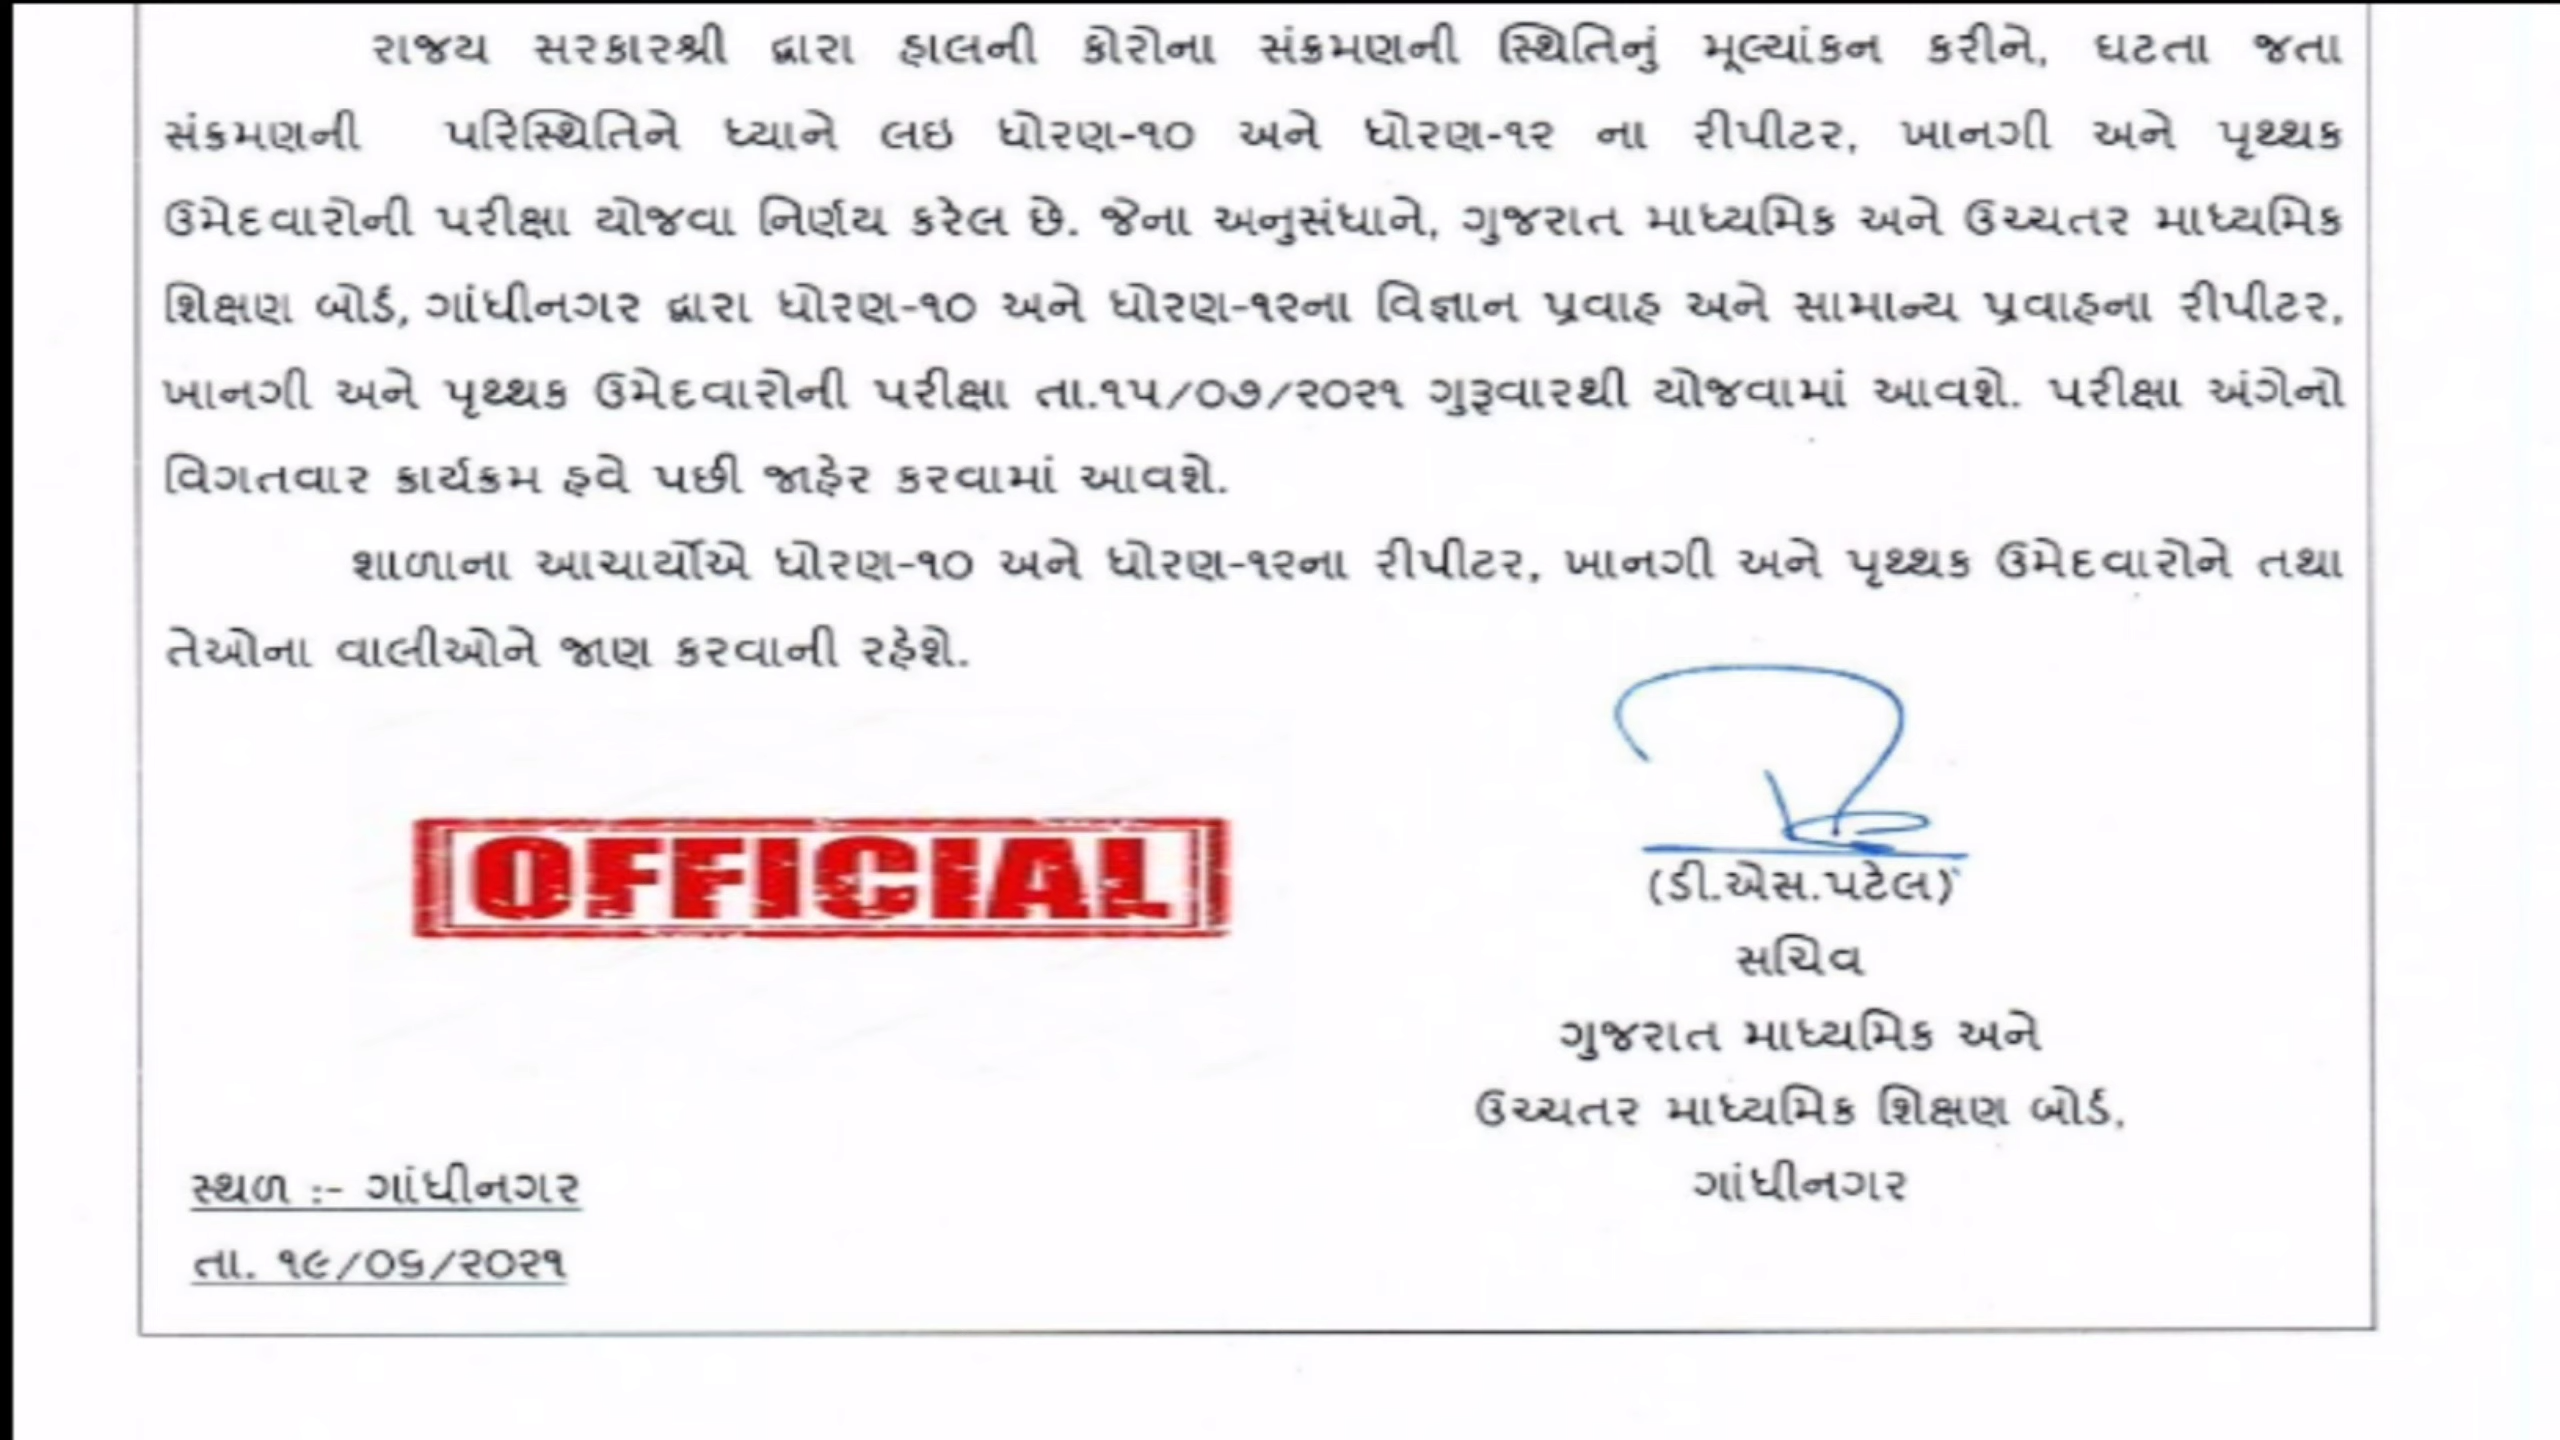 રાજય સરકારશ્રી દ્વારા હાલની કોરોના સંક્રમણની સ્થિતિનું મૂલ્યાંકન કરીને, ઘટતા જતા
સંક્રમણની પરિસ્થિતિને ધ્યાને લઇ ધોરણ-૧૦ અને ધોરણ-૧૨ ના રીપીટર, ખાનગી અને પૃથ્થક
ઉમેદવારોની પરીક્ષા યોજવા નિર્ણય કરેલ છે. જેના અનુસંધાને, ગુજરાત માધ્યમિક અને ઉચ્ચતર માધ્યમિક
શિક્ષણ બોર્ડ, ગાંધીનગર દ્વારા ધોરણ-૧૦ અને ધોરણ-૧૨ના વિજ્ઞાન પ્રવાહ અને સામાન્ય પ્રવાહના રીપીટર,
ખાનગી અને પૃથ્થક ઉમેદવારોની પરીક્ષા તા.૧૫/૦૭/૨૦૨૧ ગુરૂવારથી યોજવામાં આવશે. પરીક્ષા અંગેનો
વિગતવાર કાર્યક્રમ હવે પછી જાહેર કરવામાં આવશે.
શાળાના આચાર્યોએ ધોરણ-૧૦ અને ધોરણ-૧૨ના રીપીટર, ખાનગી અને પૃથ્થક ઉમેદવારોને તથા
તેઓના વાલીઓને જાણ કરવાની રહેશે.
OFFICIAL
(ડી.એસ.પટેલ)
સચિવ
ગુજરાત માધ્યમિક અને
ઉચ્ચતર માધ્યમિક શિક્ષણ બોર્ડ,
ગાંધીનગર
સ્થળ :- ગાંધીનગર
તા. ૧૯/૦૬/૨૦૨૧